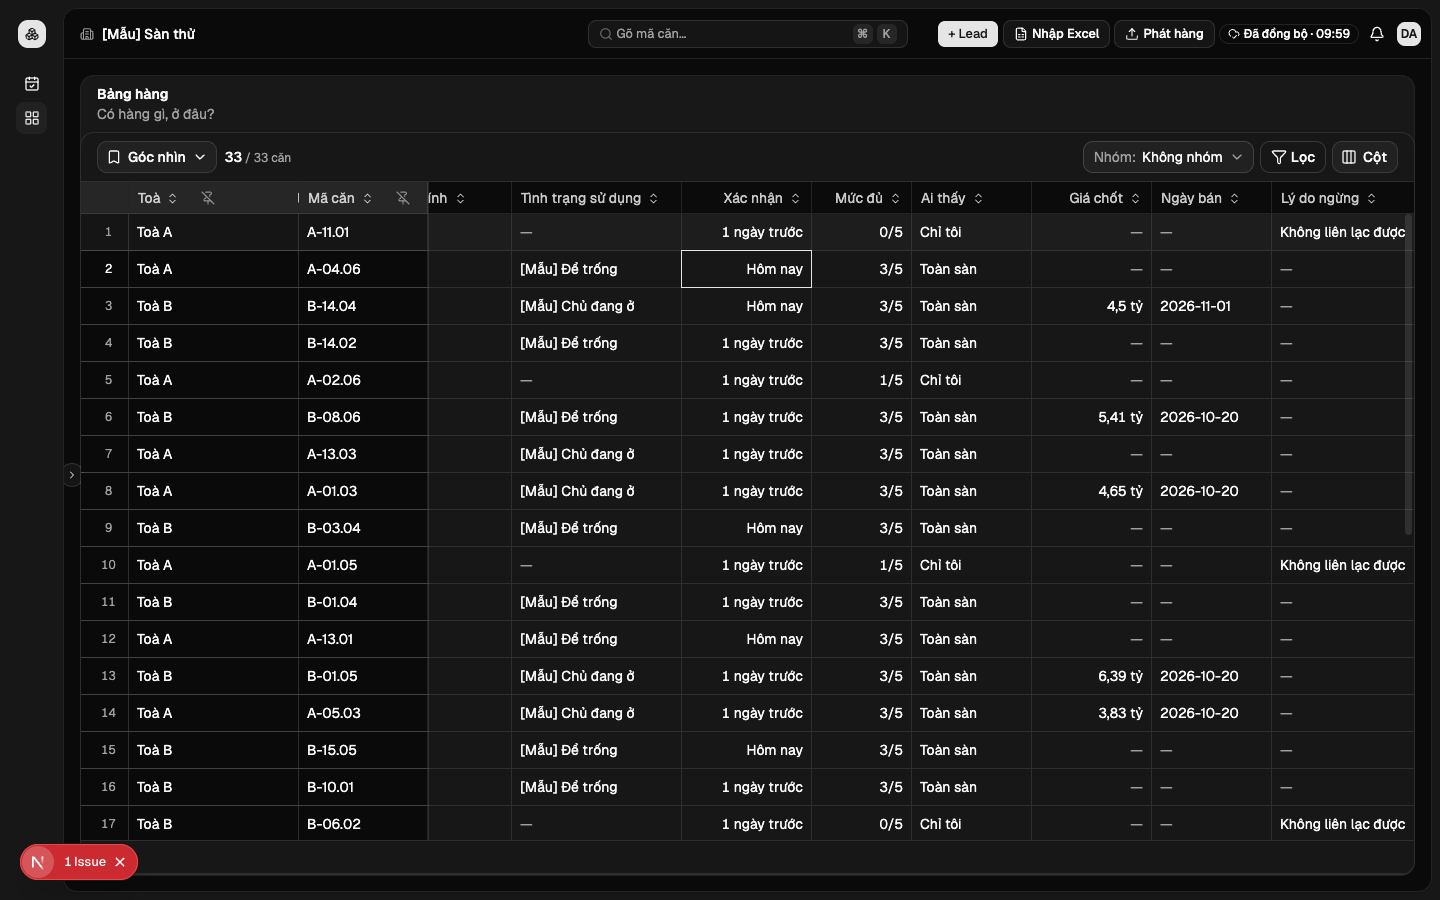 [Mẫu] Sàn thử
Gõ mã căn...
⌘ K
+ Lead
Nhập Excel
Phát hàng
Đã đồng bộ · 09:59
DA
Bảng hàng
Có hàng gì, ở đâu?
Góc nhìn
33 / 33 căn
Nhóm: Không nhóm
Lọc
Cột
Toà Mã căn ính Tình trạng sử dụng Xác nhận Mức đủ Ai thấy Giá chốt Ngày bán Lý do ngừng
1 Toà A A-11.01 — 1 ngày trước 0/5 Chỉ tôi — — Không liên lạc được
2 Toà A A-04.06 [Mẫu] Để trống Hôm nay 3/5 Toàn sàn — — —
3 Toà B B-14.04 [Mẫu] Chủ đang ở Hôm nay 3/5 Toàn sàn 4,5 tỷ 2026-11-01 —
4 Toà B B-14.02 [Mẫu] Để trống 1 ngày trước 3/5 Toàn sàn — — —
5 Toà A A-02.06 — 1 ngày trước 1/5 Chỉ tôi — — —
6 Toà B B-08.06 [Mẫu] Để trống 1 ngày trước 3/5 Toàn sàn 5,41 tỷ 2026-10-20 —
7 Toà A A-13.03 [Mẫu] Chủ đang ở 1 ngày trước 3/5 Toàn sàn — — —
8 Toà A A-01.03 [Mẫu] Chủ đang ở 1 ngày trước 3/5 Toàn sàn 4,65 tỷ 2026-10-20 —
9 Toà B B-03.04 [Mẫu] Để trống Hôm nay 3/5 Toàn sàn — — —
10 Toà A A-01.05 — 1 ngày trước 1/5 Chỉ tôi — — Không liên lạc được
11 Toà B B-01.04 [Mẫu] Để trống 1 ngày trước 3/5 Toàn sàn — — —
12 Toà A A-13.01 [Mẫu] Để trống Hôm nay 3/5 Toàn sàn — — —
13 Toà B B-01.05 [Mẫu] Chủ đang ở 1 ngày trước 3/5 Toàn sàn 6,39 tỷ 2026-10-20 —
14 Toà A A-05.03 [Mẫu] Chủ đang ở 1 ngày trước 3/5 Toàn sàn 3,83 tỷ 2026-10-20 —
15 Toà B B-15.05 [Mẫu] Để trống Hôm nay 3/5 Toàn sàn — — —
16 Toà B B-10.01 [Mẫu] Để trống 1 ngày trước 3/5 Toàn sàn — — —
17 Toà B B-06.02 — 1 ngày trước 0/5 Chỉ tôi — — Không liên lạc được
N 1 Issue